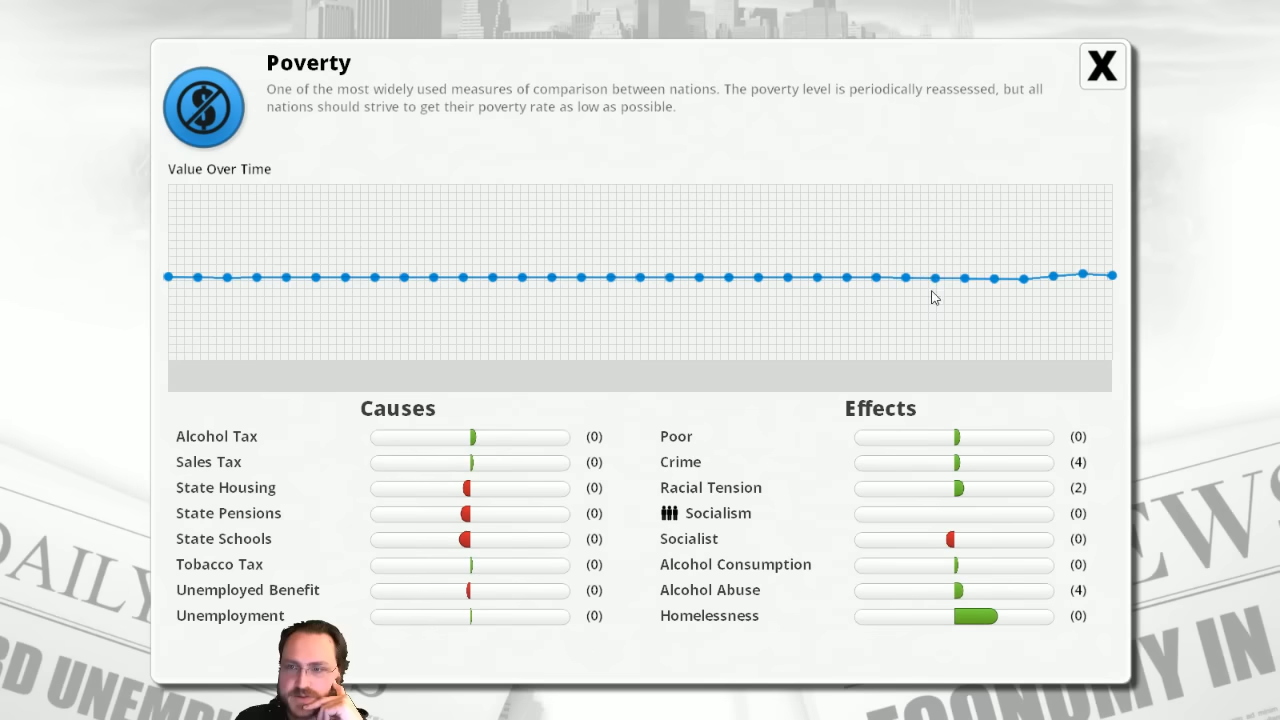 Poverty
X
One of the most widely used measures of comparison between nations. The poverty level is periodically reassessed, but all
nations should strive to get their poverty rate as low as possible.
Value Over Time
Causes
Effects
Alcohol Tax (0)
Poor (0)
Sales Tax (0)
Crime (4)
State Housing (0)
Racial Tension (2)
State Pensions (0)
Socialism (0)
State Schools (0)
Socialist (0)
Tobacco Tax (0)
Alcohol Consumption (0)
Unemployed Benefit (0)
Alcohol Abuse (4)
Unemployment (0)
Homelessness (0)
DAILY
NEWS
ECONOMY IN